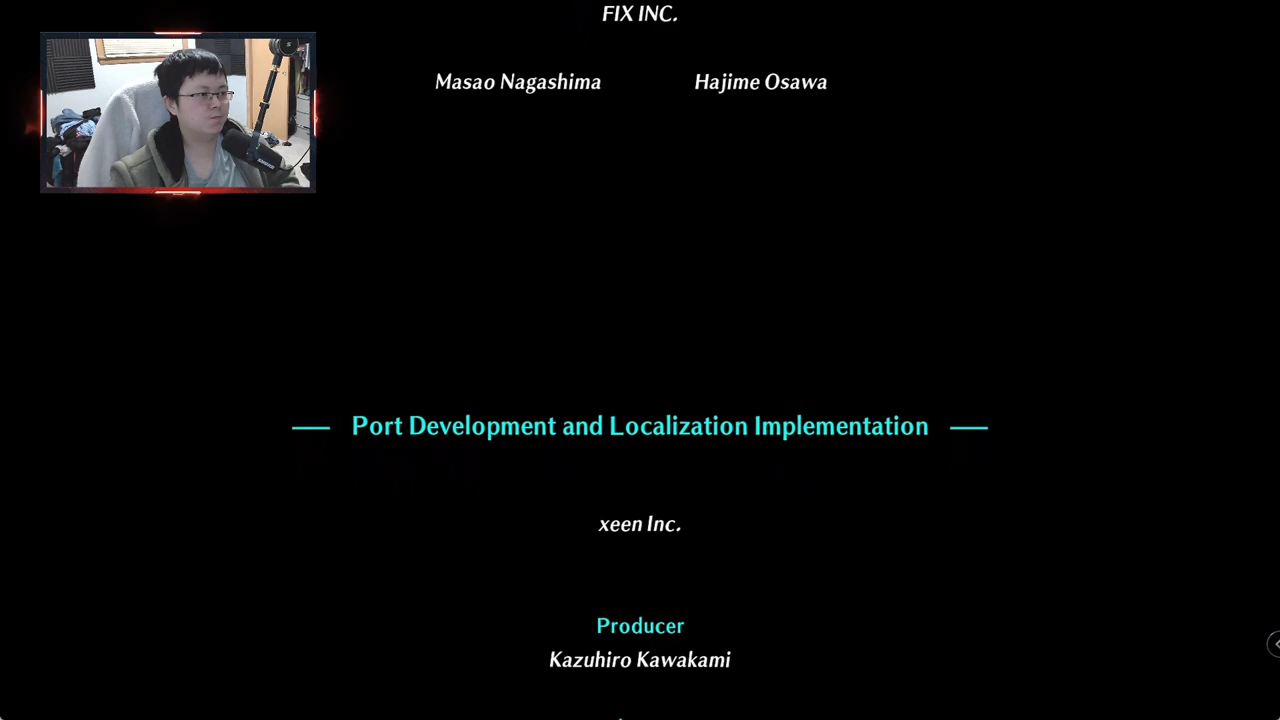 FIX INC.
Masao Nagashima Hajime Osawa
Port Development and Localization Implementation
xeen Inc.
Producer
Kazuhiro Kawakami